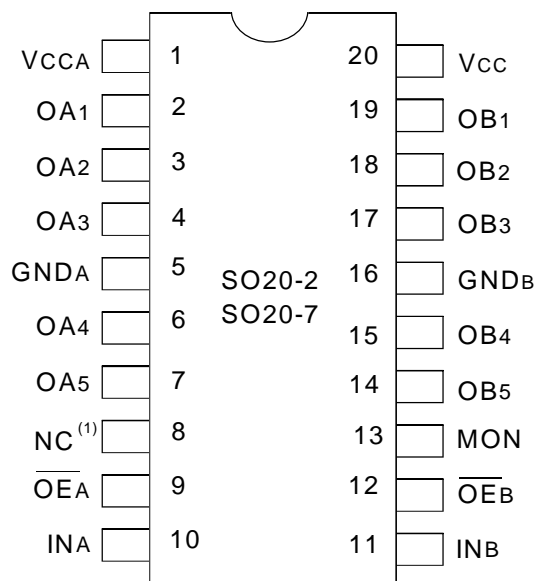 VCCA 1 20 VCC
OA1 2 19 OB1
OA2 3 18 OB2
OA3 4 17 OB3
GNDA 5 16 GNDB
SO20-2
SO20-7
OA4 6 15 OB4
OA5 7 14 OB5
NC(1) 8 13 MON
O̅E̅A 9 12 O̅E̅B
INA 10 11 INB